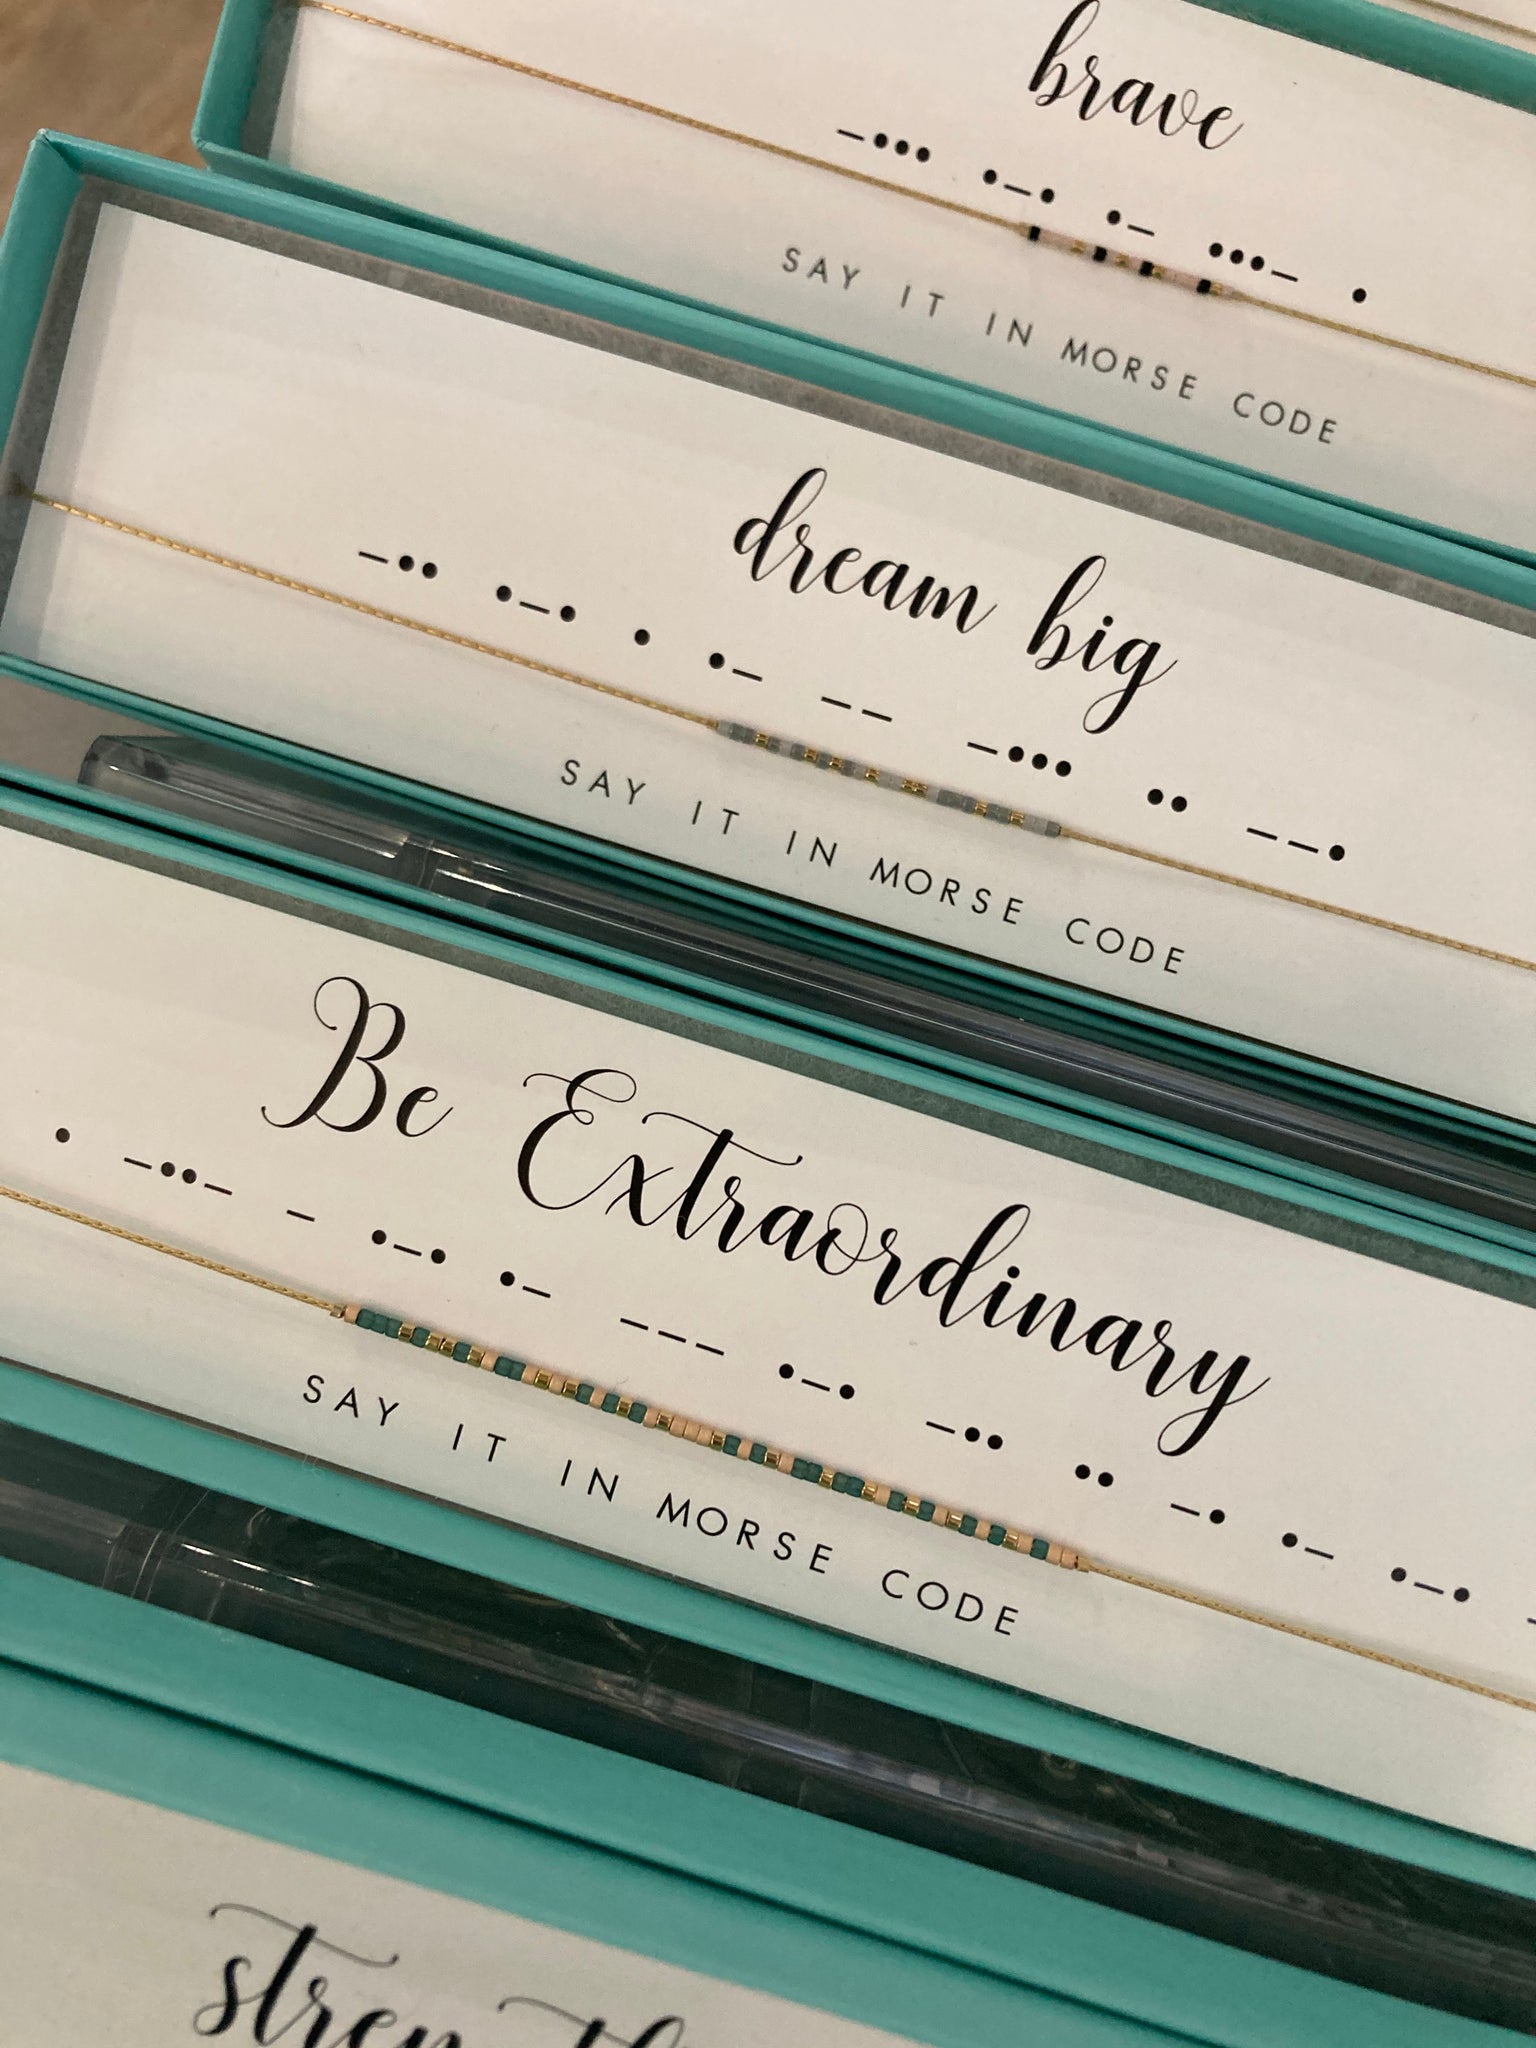 brave
–••• •–• •– •••– •
SAY IT IN MORSE CODE
dream big
–•• •–• • •– –– –••• •• ––•
SAY IT IN MORSE CODE
Be Extraordinary
• –••– – •–• •– ––– •–• –•• •• –• •– •–•
SAY IT IN MORSE CODE